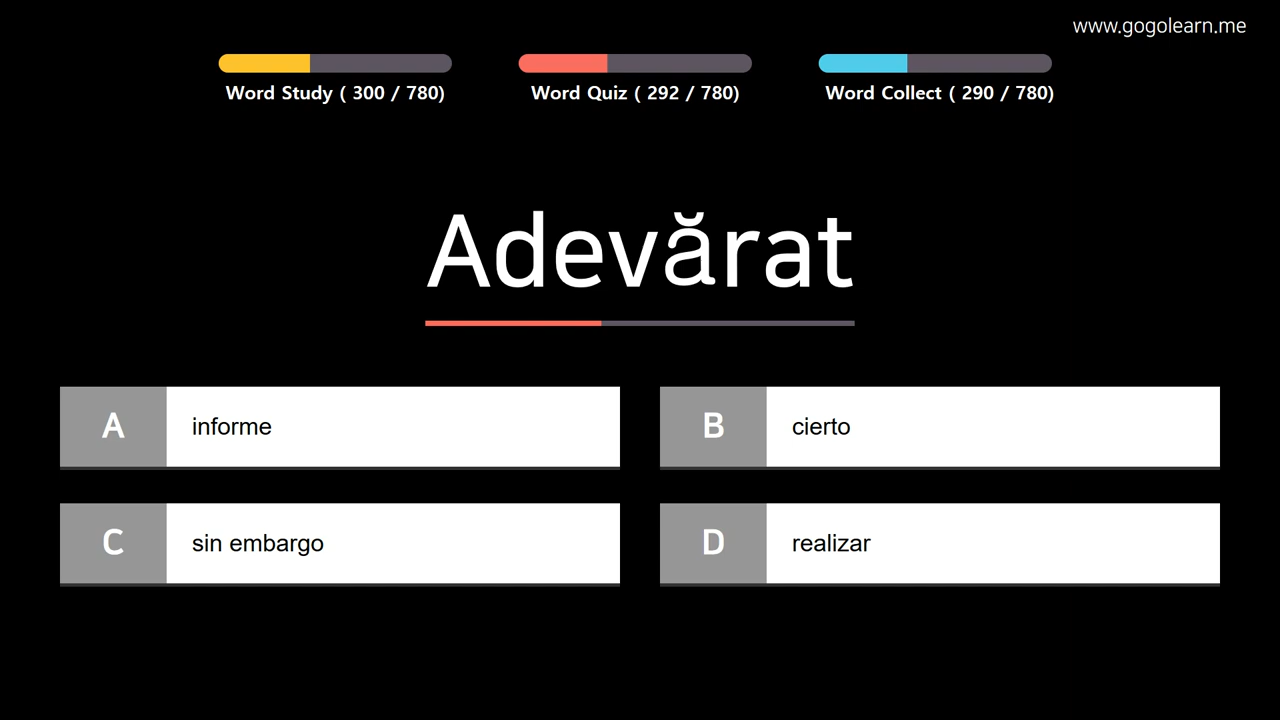 www.gogolearn.me
Word Study ( 300 / 780)
Word Quiz ( 292 / 780)
Word Collect ( 290 / 780)
Adevărat
A
informe
B
cierto
C
sin embargo
D
realizar